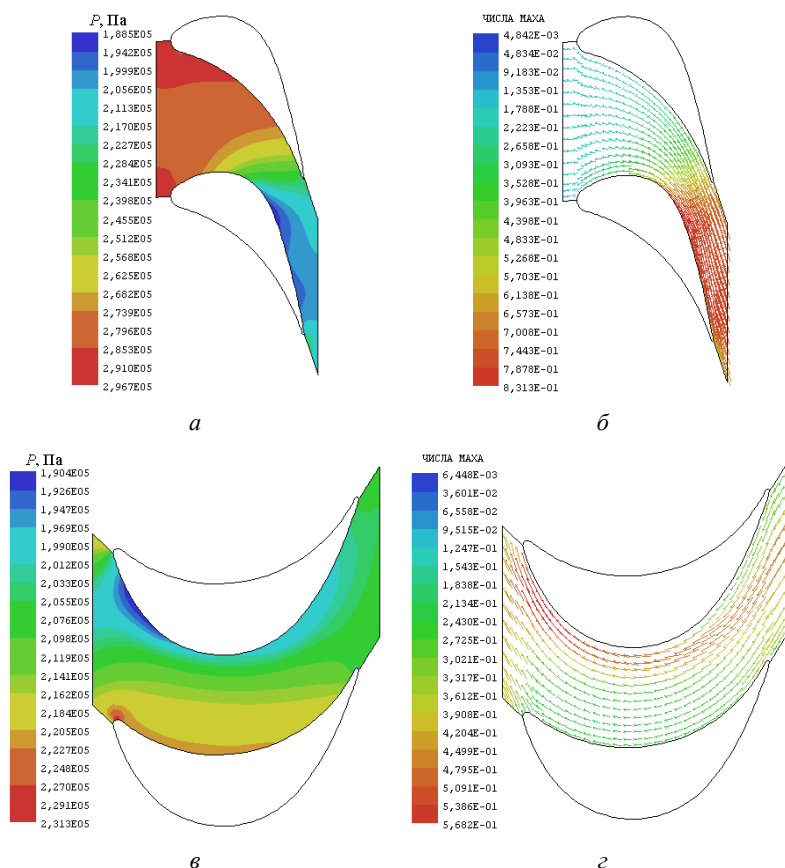 P, Па
1,885E05
1,942E05
1,999E05
2,056E05
2,113E05
2,170E05
2,227E05
2,284E05
2,341E05
2,398E05
2,455E05
2,512E05
2,568E05
2,625E05
2,682E05
2,739E05
2,796E05
2,853E05
2,910E05
2,967E05
а
ЧИСЛА МАХА
4,842E-03
4,834E-02
9,183E-02
1,353E-01
1,788E-01
2,223E-01
2,658E-01
3,093E-01
3,528E-01
3,963E-01
4,398E-01
4,833E-01
5,268E-01
5,703E-01
6,138E-01
6,573E-01
7,008E-01
7,443E-01
7,878E-01
8,313E-01
б
P, Па
1,904E05
1,926E05
1,947E05
1,969E05
1,990E05
2,012E05
2,033E05
2,055E05
2,076E05
2,098E05
2,119E05
2,141E05
2,162E05
2,184E05
2,205E05
2,227E05
2,248E05
2,270E05
2,291E05
2,313E05
в
ЧИСЛА МАХА
6,448E-03
3,601E-02
6,558E-02
9,515E-02
1,247E-01
1,543E-01
1,838E-01
2,134E-01
2,430E-01
2,725E-01
3,021E-01
3,317E-01
3,612E-01
3,908E-01
4,204E-01
4,499E-01
4,795E-01
5,091E-01
5,386E-01
5,682E-01
г